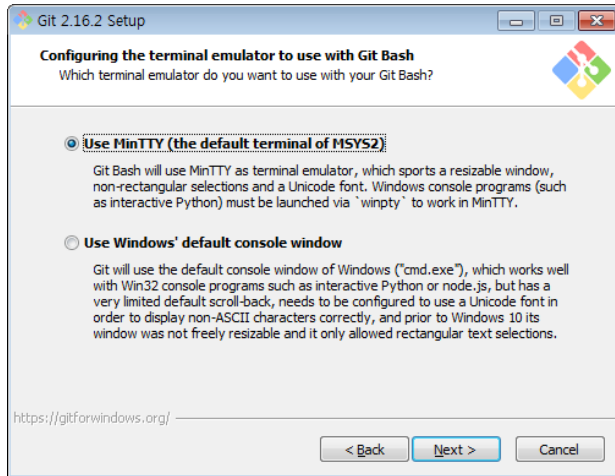 Git 2.16.2 Setup
Configuring the terminal emulator to use with Git Bash
Which terminal emulator do you want to use with your Git Bash?
Use MinTTY (the default terminal of MSYS2)
Git Bash will use MinTTY as terminal emulator, which sports a resizable window,
non-rectangular selections and a Unicode font. Windows console programs (such
as interactive Python) must be launched via `winpty` to work in MinTTY.
Use Windows' default console window
Git will use the default console window of Windows ("cmd.exe"), which works well
with Win32 console programs such as interactive Python or node.js, but has a
very limited default scroll-back, needs to be configured to use a Unicode font in
order to display non-ASCII characters correctly, and prior to Windows 10 its
window was not freely resizable and it only allowed rectangular text selections.
https://gitforwindows.org/
< Back Next > Cancel